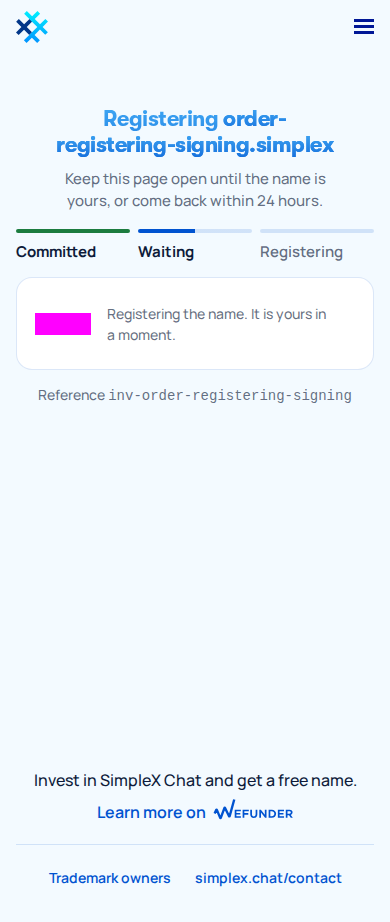 Registering order-
registering-signing.simplex
Keep this page open until the name is
yours, or come back within 24 hours.
Committed
Waiting
Registering
Registering the name. It is yours in
a moment.
Reference inv-order-registering-signing
Invest in SimpleX Chat and get a free name.
Learn more on WEFUNDER
Trademark owners
simplex.chat/contact